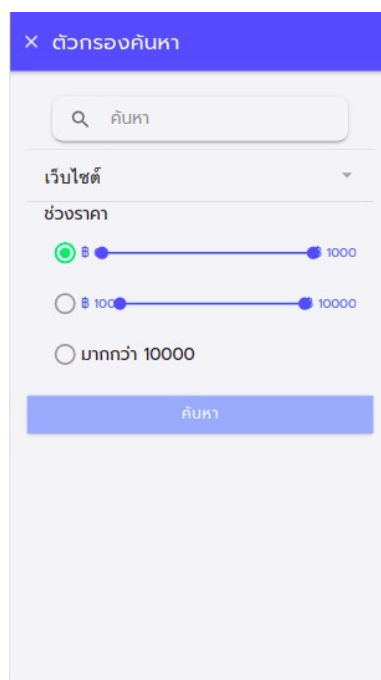 × ตัวกรองค้นหา
ค้นหา
เว็บไซต์
ช่วงราคา
฿ 1000
฿ 100 ฿ 10000
มากกว่า 10000
ค้นหา